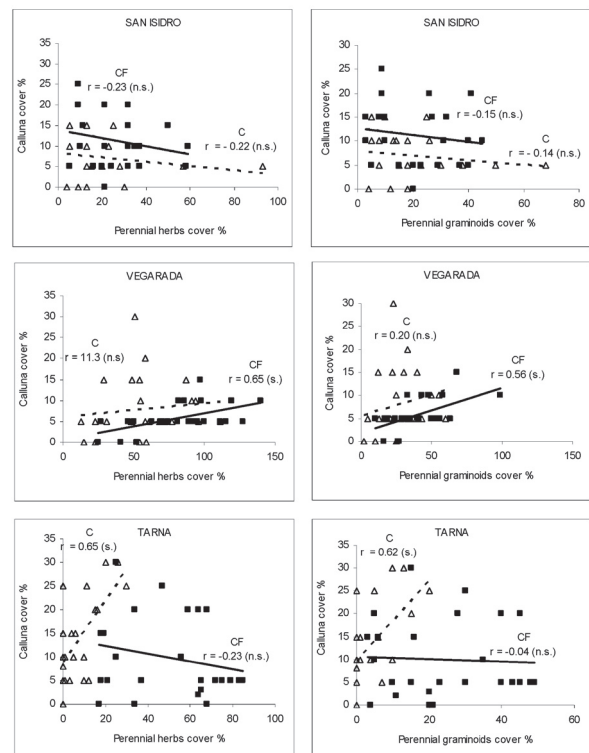 SAN ISIDRO
Calluna cover %
35
30
25
20
15
10
5
0
CF
r = -0.23 (n.s.)
C
r = - 0.22 (n.s.)
0 20 40 60 80 100
Perennial herbs cover %
SAN ISIDRO
Calluna cover %
30
25
20
15
10
5
0
CF
r = -0.15 (n.s.)
C
r = -0.14 (n.s.)
0 20 40 60 80
Perennial graminoids cover %
VEGARADA
Calluna cover %
35
30
25
20
15
10
5
0
C
r = 11.3 (n.s)
CF
r = 0.65 (s.)
0 50 100 150
Perennial herbs cover %
VEGARADA
Calluna cover %
35
30
25
20
15
10
5
0
C
r = 0.20 (n.s.)
CF
r = 0.56 (s.)
0 50 100 150
Perennial graminoids cover %
TARNA
Calluna cover %
35
30
25
20
15
10
5
0
C
r = 0.65 (s.)
CF
r = -0.23 (n.s.)
0 20 40 60 80 100
Perennial herbs cover %
TARNA
Calluna cover %
35
30
25
20
15
10
5
0
C
r = 0.62 (s.)
CF
r = -0.04 (n.s.)
0 20 40 60
Perennial graminoids cover %